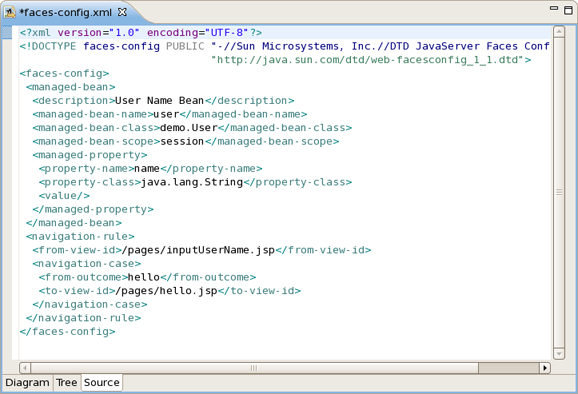 *faces-config.xml
<?xml version="1.0" encoding="UTF-8"?>
<!DOCTYPE faces-config PUBLIC "-//Sun Microsystems, Inc.//DTD JavaServer Faces Conf
"http://java.sun.com/dtd/web-facesconfig_1_1.dtd">
<faces-config>
<managed-bean>
<description>User Name Bean</description>
<managed-bean-name>user</managed-bean-name>
<managed-bean-class>demo.User</managed-bean-class>
<managed-bean-scope>session</managed-bean-scope>
<managed-property>
<property-name>name</property-name>
<property-class>java.lang.String</property-class>
<value/>
</managed-property>
</managed-bean>
<navigation-rule>
<from-view-id>/pages/inputUserName.jsp</from-view-id>
<navigation-case>
<from-outcome>hello</from-outcome>
<to-view-id>/pages/hello.jsp</to-view-id>
</navigation-case>
</navigation-rule>
</faces-config>
Diagram Tree Source